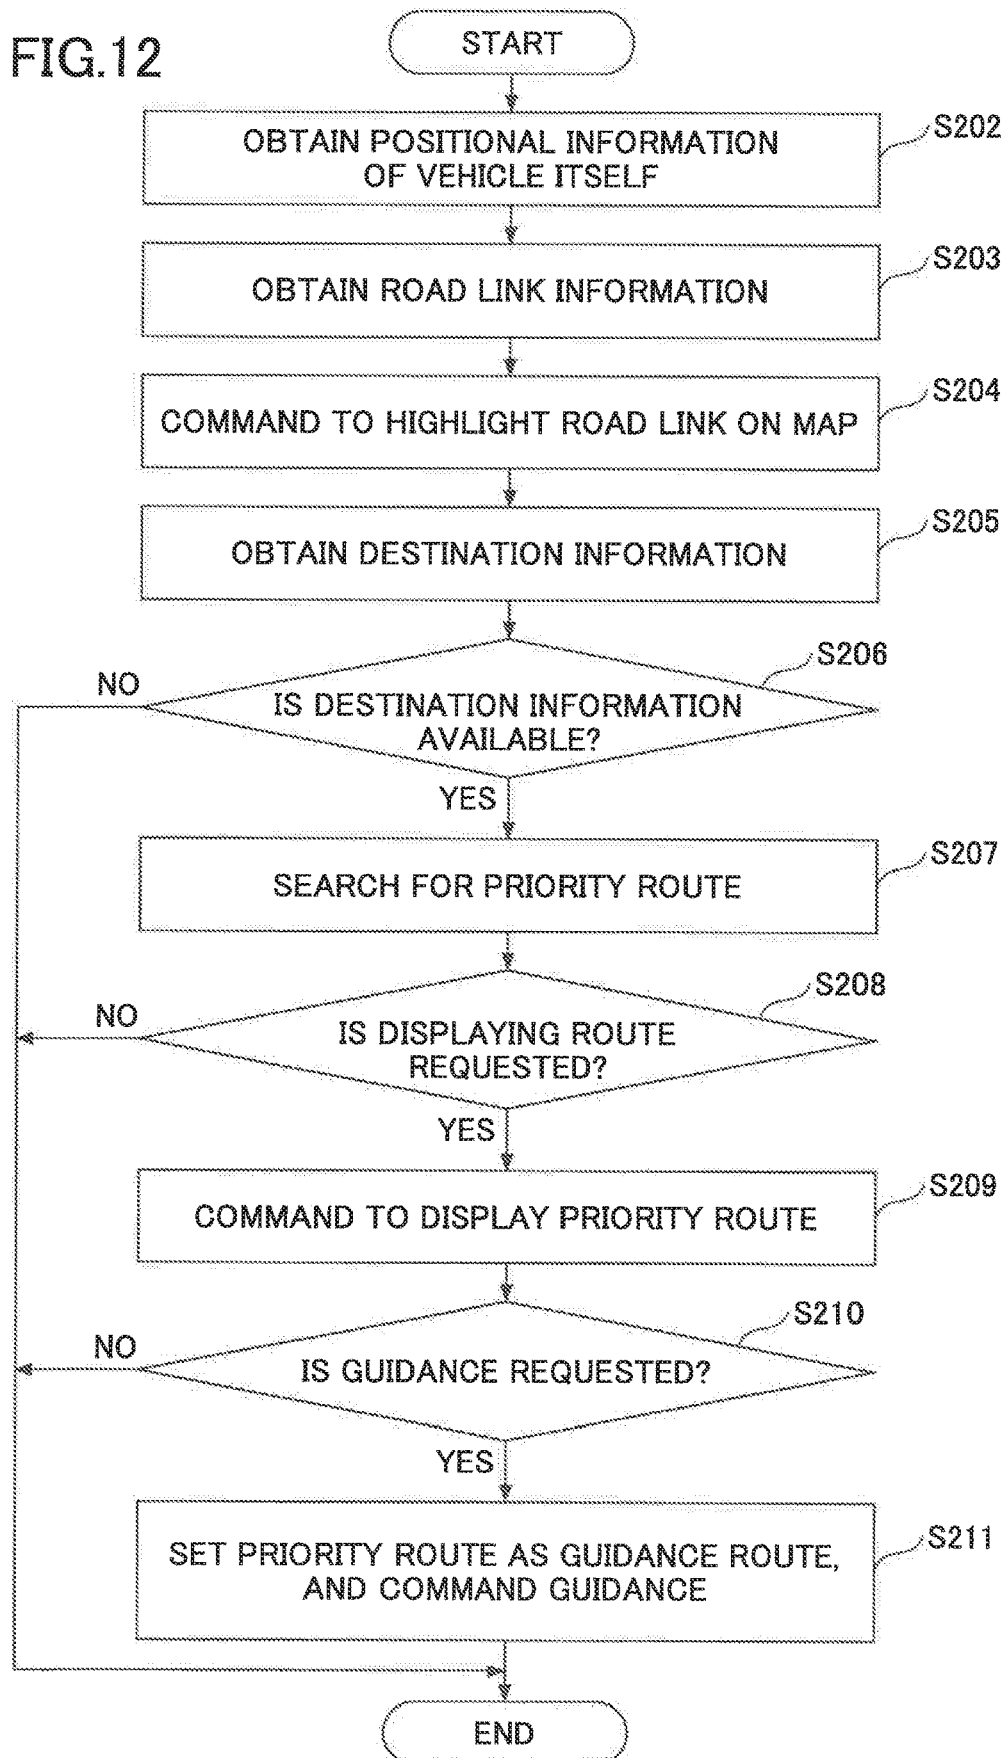 FIG.12
START
OBTAIN POSITIONAL INFORMATION
OF VEHICLE ITSELF
S202
OBTAIN ROAD LINK INFORMATION
S203
COMMAND TO HIGHLIGHT ROAD LINK ON MAP
S204
OBTAIN DESTINATION INFORMATION
S205
IS DESTINATION INFORMATION
AVAILABLE?
S206
NO
YES
SEARCH FOR PRIORITY ROUTE
S207
IS DISPLAYING ROUTE
REQUESTED?
S208
NO
YES
COMMAND TO DISPLAY PRIORITY ROUTE
S209
IS GUIDANCE REQUESTED?
S210
NO
YES
SET PRIORITY ROUTE AS GUIDANCE ROUTE,
AND COMMAND GUIDANCE
S211
END